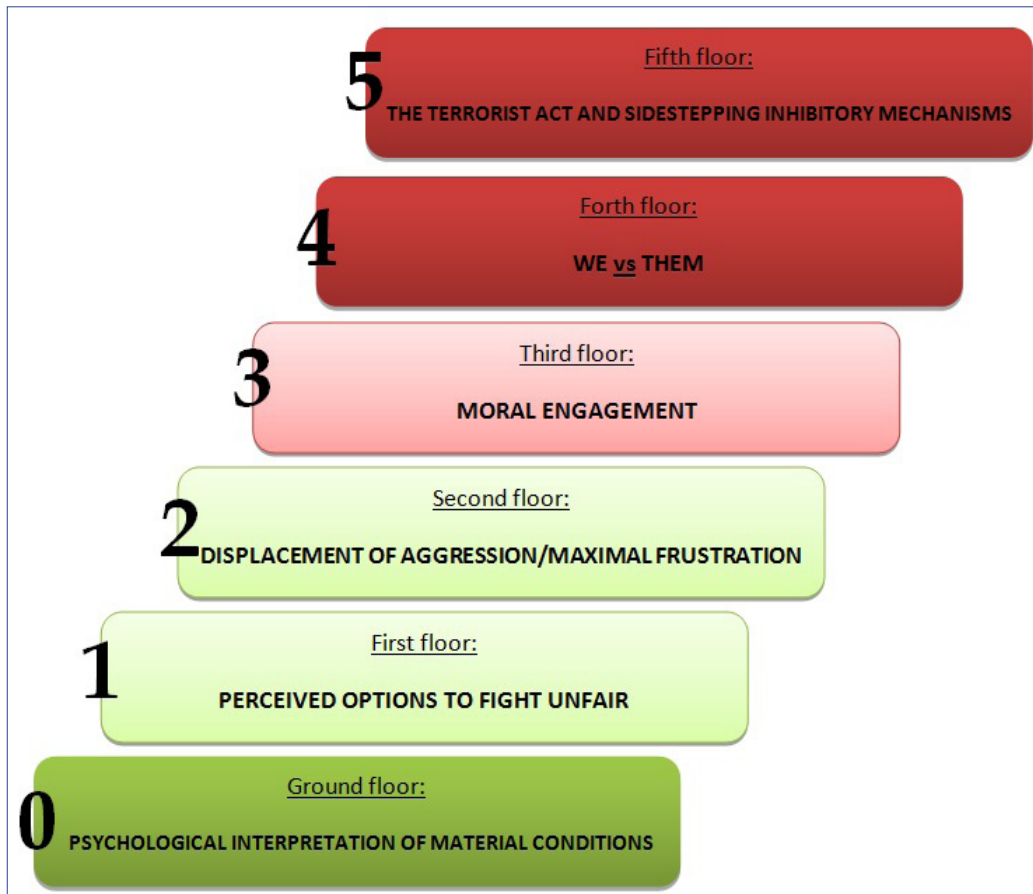 5
Fifth floor:
THE TERRORIST ACT AND SIDESTEPPING INHIBITORY MECHANISMS
4
Forth floor:
WE vs THEM
3
Third floor:
MORAL ENGAGEMENT
2
Second floor:
DISPLACEMENT OF AGGRESSION/MAXIMAL FRUSTRATION
1
First floor:
PERCEIVED OPTIONS TO FIGHT UNFAIR
0
Ground floor:
PSYCHOLOGICAL INTERPRETATION OF MATERIAL CONDITIONS